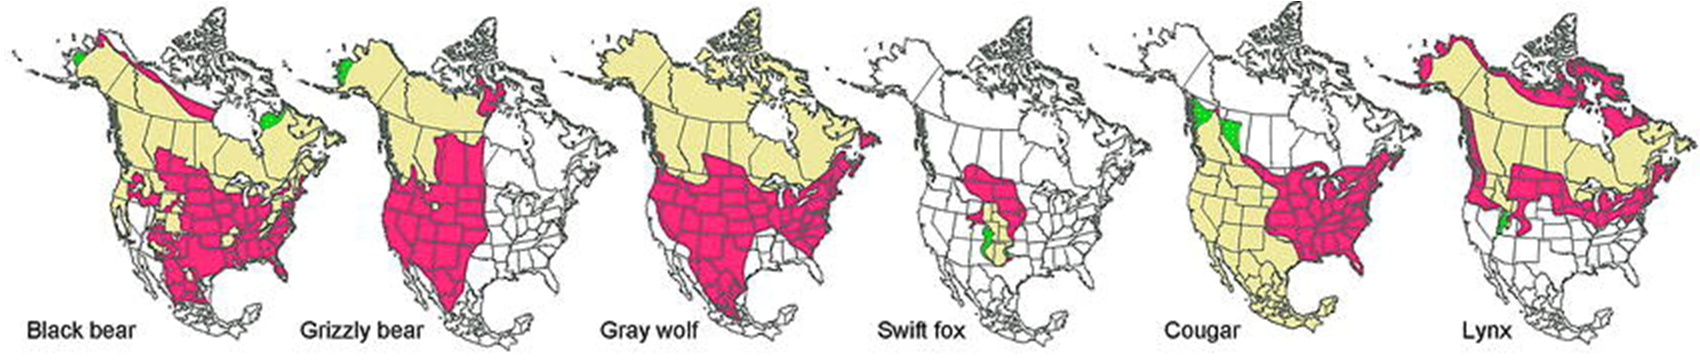 Black bear
Grizzly bear
Gray wolf
Swift fox
Cougar
Lynx